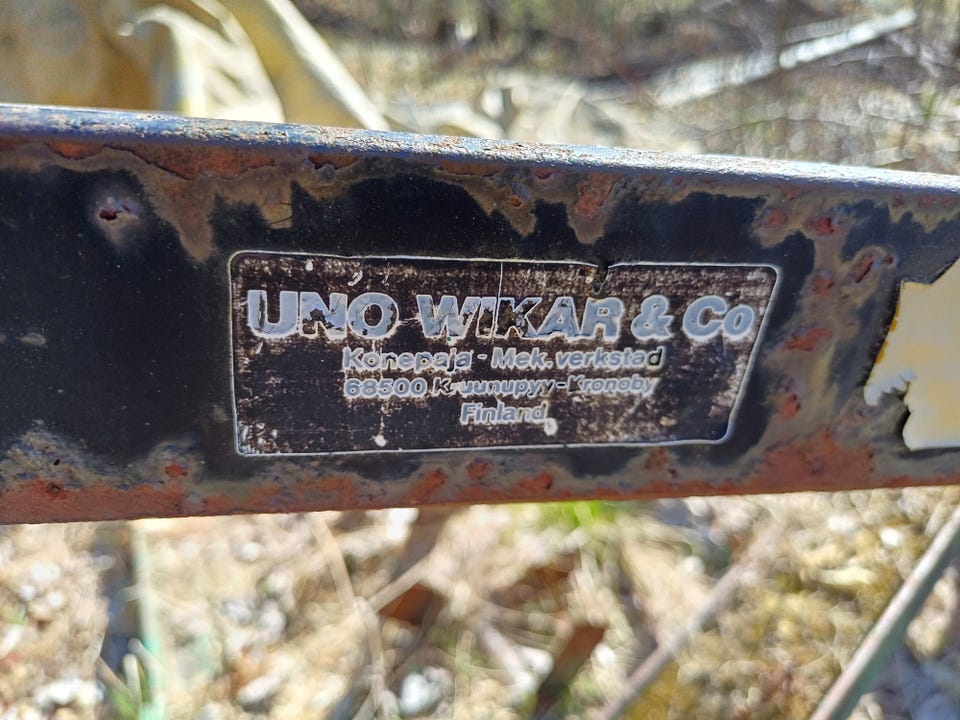 UNO WIKAR & Co
Konepaja - Mek. verkstad
68500 Kruunupyy - Kronoby
Finland